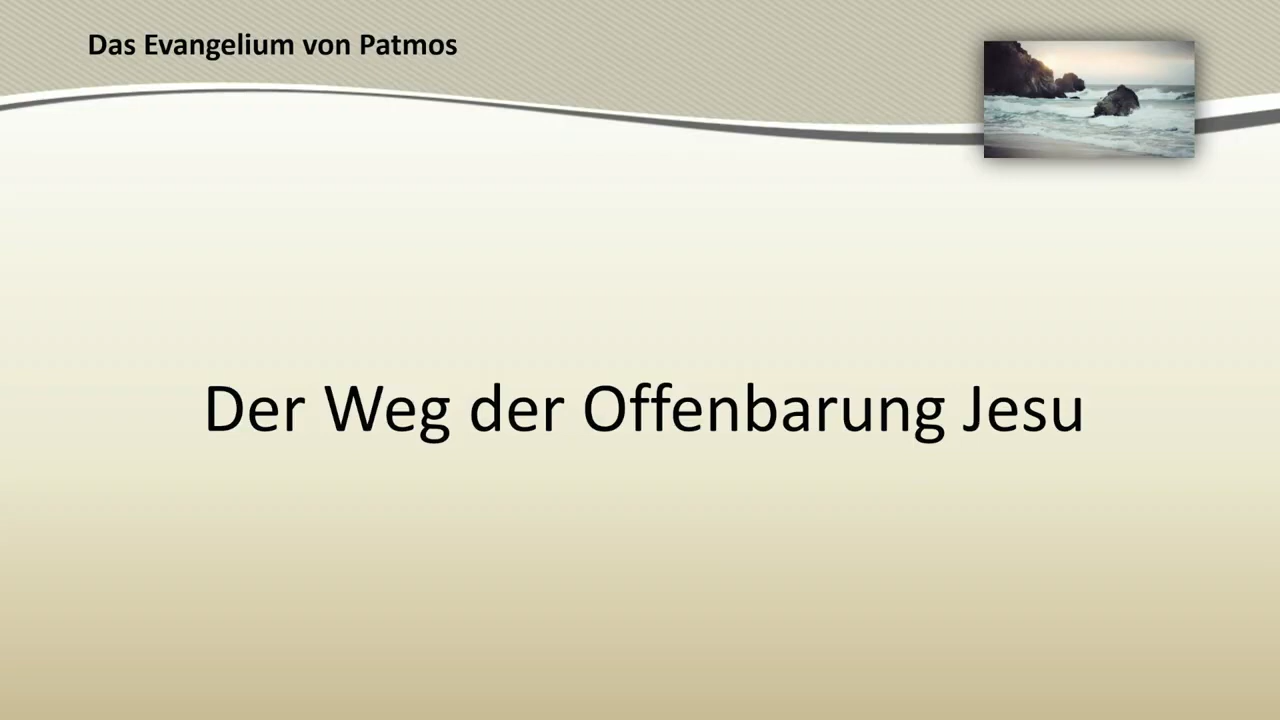 Das Evangelium von Patmos
Der Weg der Offenbarung Jesu